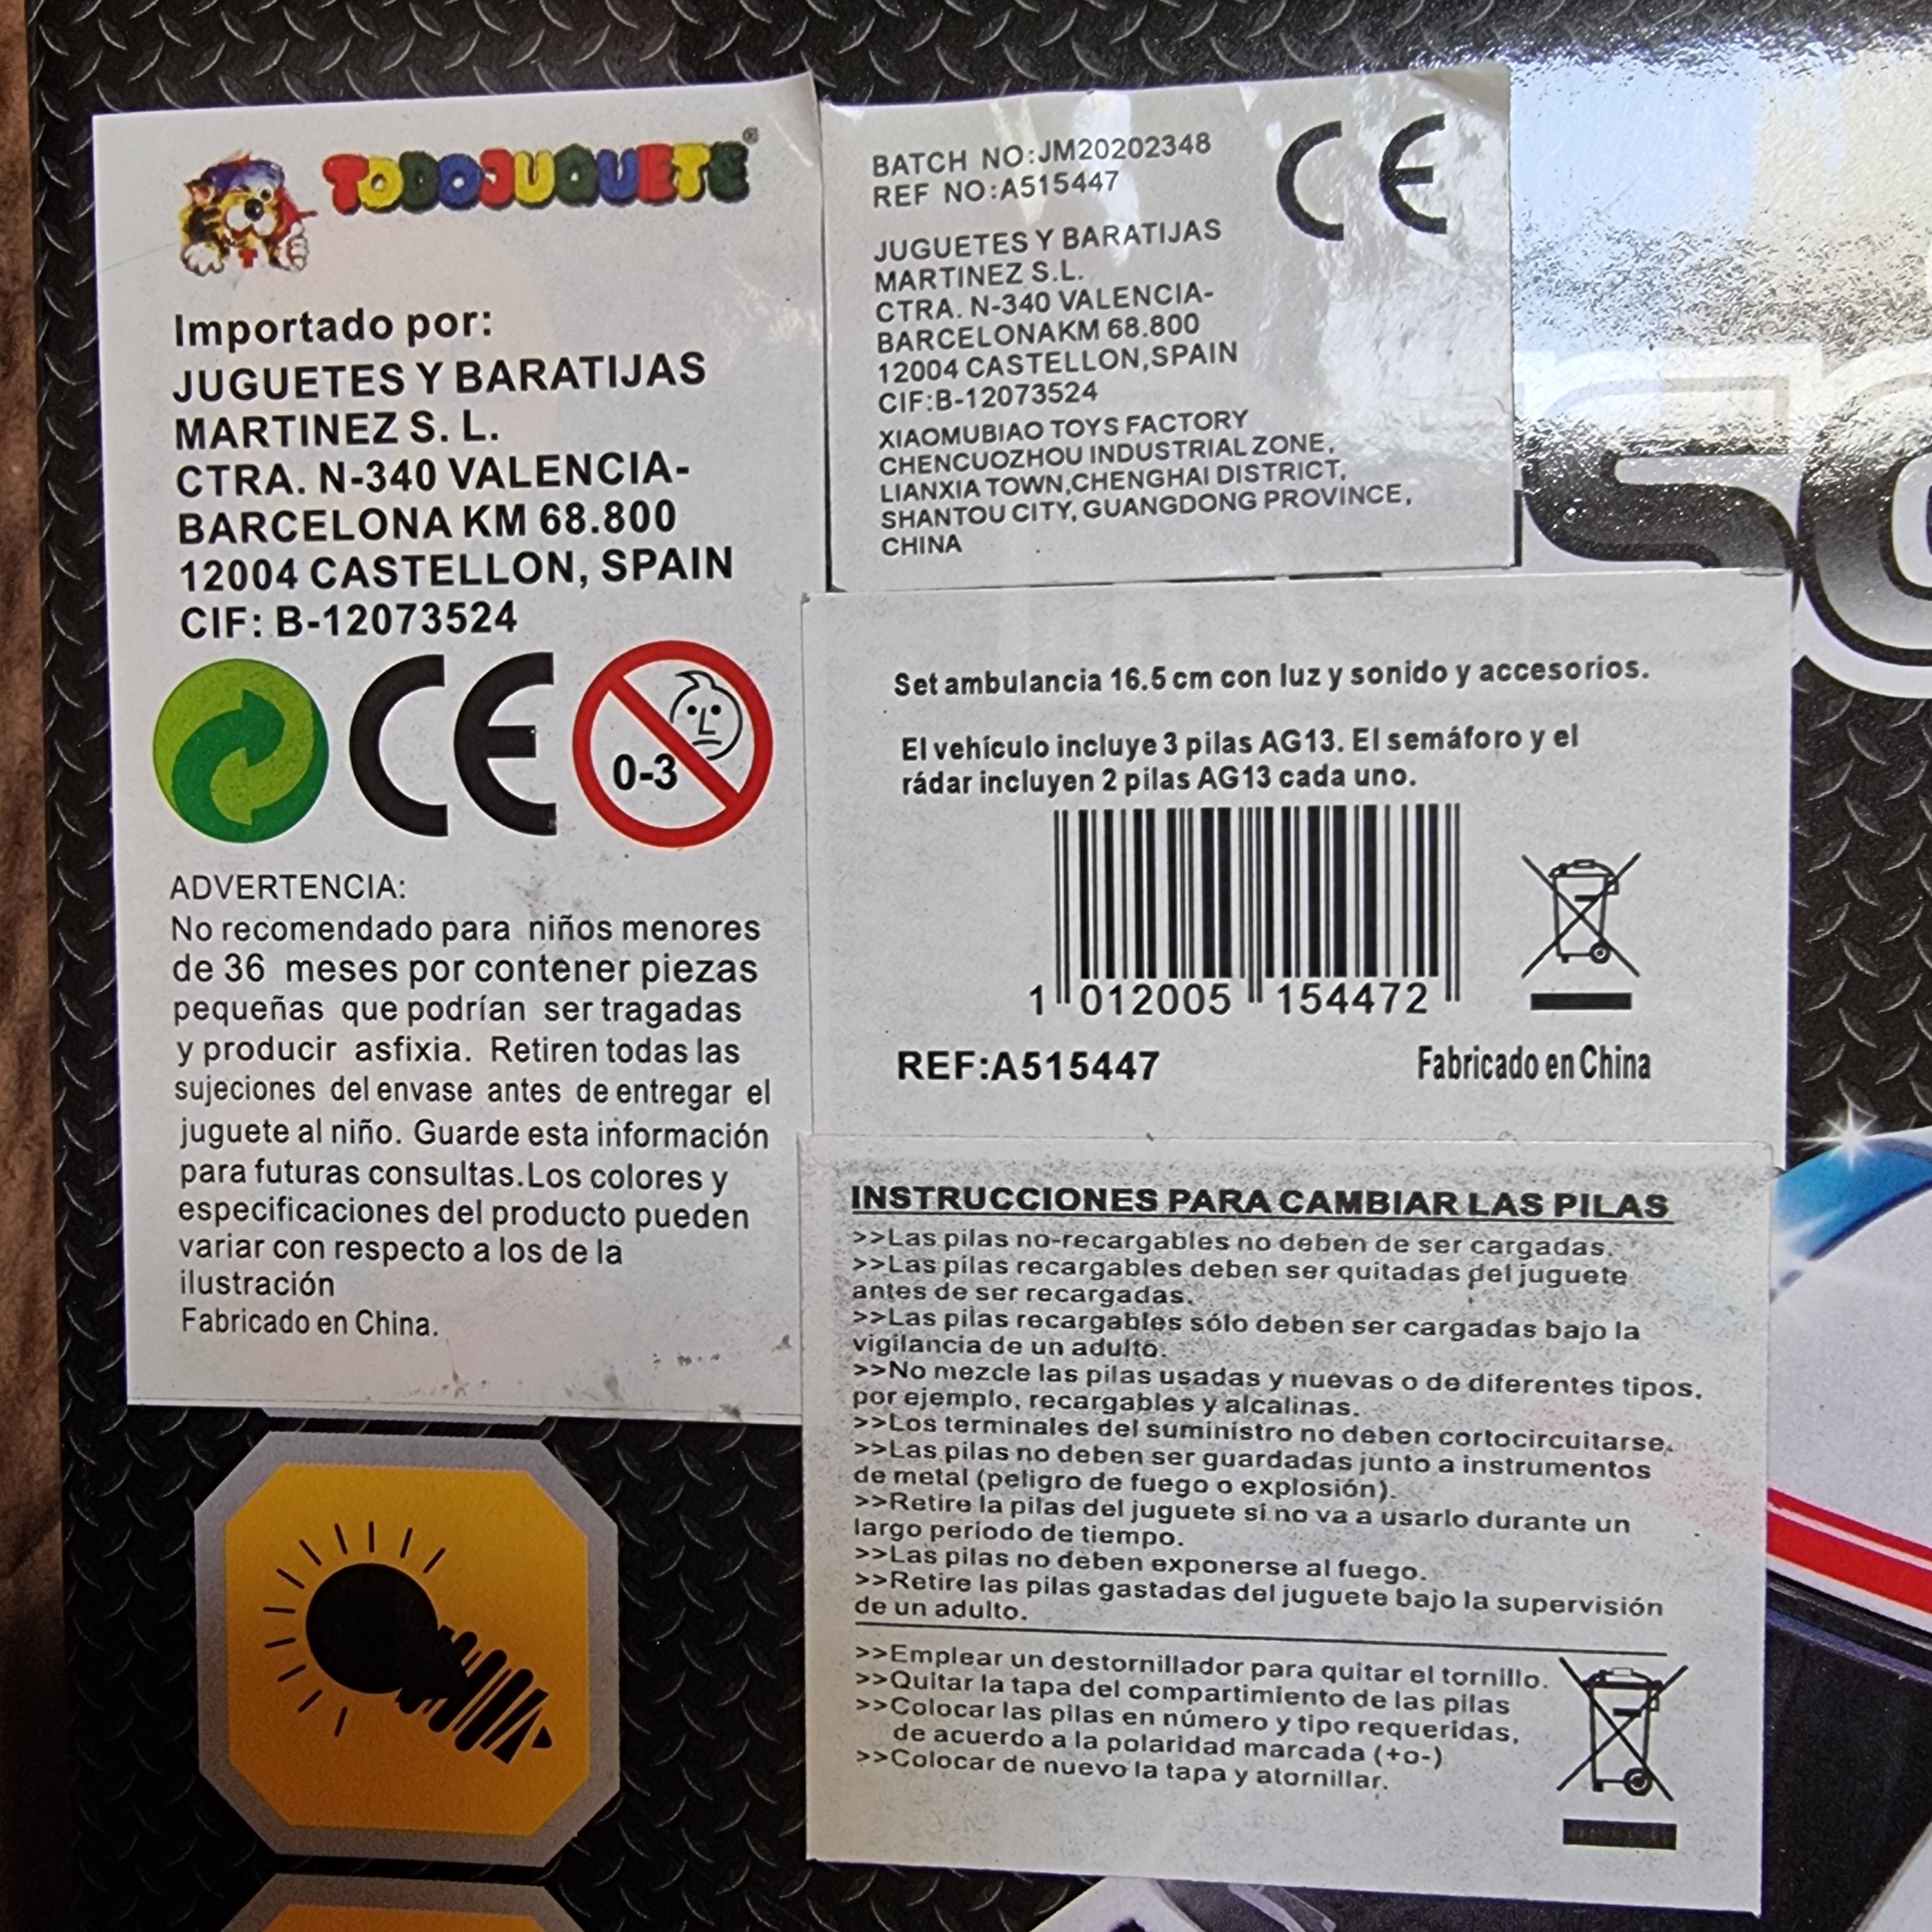 TODOJUQUETE®
Importado por:
JUGUETES Y BARATIJAS
MARTINEZ S. L.
CTRA. N-340 VALENCIA-
BARCELONA KM 68.800
12004 CASTELLON, SPAIN
CIF: B-12073524
CE
0-3
ADVERTENCIA:
No recomendado para niños menores
de 36 meses por contener piezas
pequeñas que podrían ser tragadas
y producir asfixia. Retiren todas las
sujeciones del envase antes de entregar el
juguete al niño. Guarde esta información
para futuras consultas.Los colores y
especificaciones del producto pueden
variar con respecto a los de la
ilustración
Fabricado en China.
BATCH NO:JM20202348
REF NO:A515447
CE
JUGUETES Y BARATIJAS
MARTINEZ S.L.
CTRA. N-340 VALENCIA-
BARCELONAKM 68.800
12004 CASTELLON,SPAIN
CIF:B-12073524
XIAOMUBIAO TOYS FACTORY
CHENCUOZHOU INDUSTRIAL ZONE,
LIANXIA TOWN,CHENGHAI DISTRICT,
SHANTOU CITY, GUANGDONG PROVINCE,
CHINA
Set ambulancia 16.5 cm con luz y sonido y accesorios.
El vehículo incluye 3 pilas AG13. El semáforo y el
rádar incluyen 2 pilas AG13 cada uno.
1 012005 154472
REF:A515447
Fabricado en China
INSTRUCCIONES PARA CAMBIAR LAS PILAS
>>Las pilas no-recargables no deben de ser cargadas.
>>Las pilas recargables deben ser quitadas del juguete
antes de ser recargadas.
>>Las pilas recargables sólo deben ser cargadas bajo la
vigilancia de un adulto.
>>No mezcle las pilas usadas y nuevas o de diferentes tipos,
por ejemplo, recargables y alcalinas.
>>Los terminales del suministro no deben cortocircuitarse.
>>Las pilas no deben ser guardadas junto a instrumentos
de metal (peligro de fuego o explosión).
>>Retire la pilas del juguete si no va a usarlo durante un
largo periodo de tiempo.
>>Las pilas no deben exponerse al fuego.
>>Retire las pilas gastadas del juguete bajo la supervisión
de un adulto.
>>Emplear un destornillador para quitar el tornillo.
>>Quitar la tapa del compartimiento de las pilas
>>Colocar las pilas en número y tipo requeridas,
de acuerdo a la polaridad marcada (+o-)
>>Colocar de nuevo la tapa y atornillar.